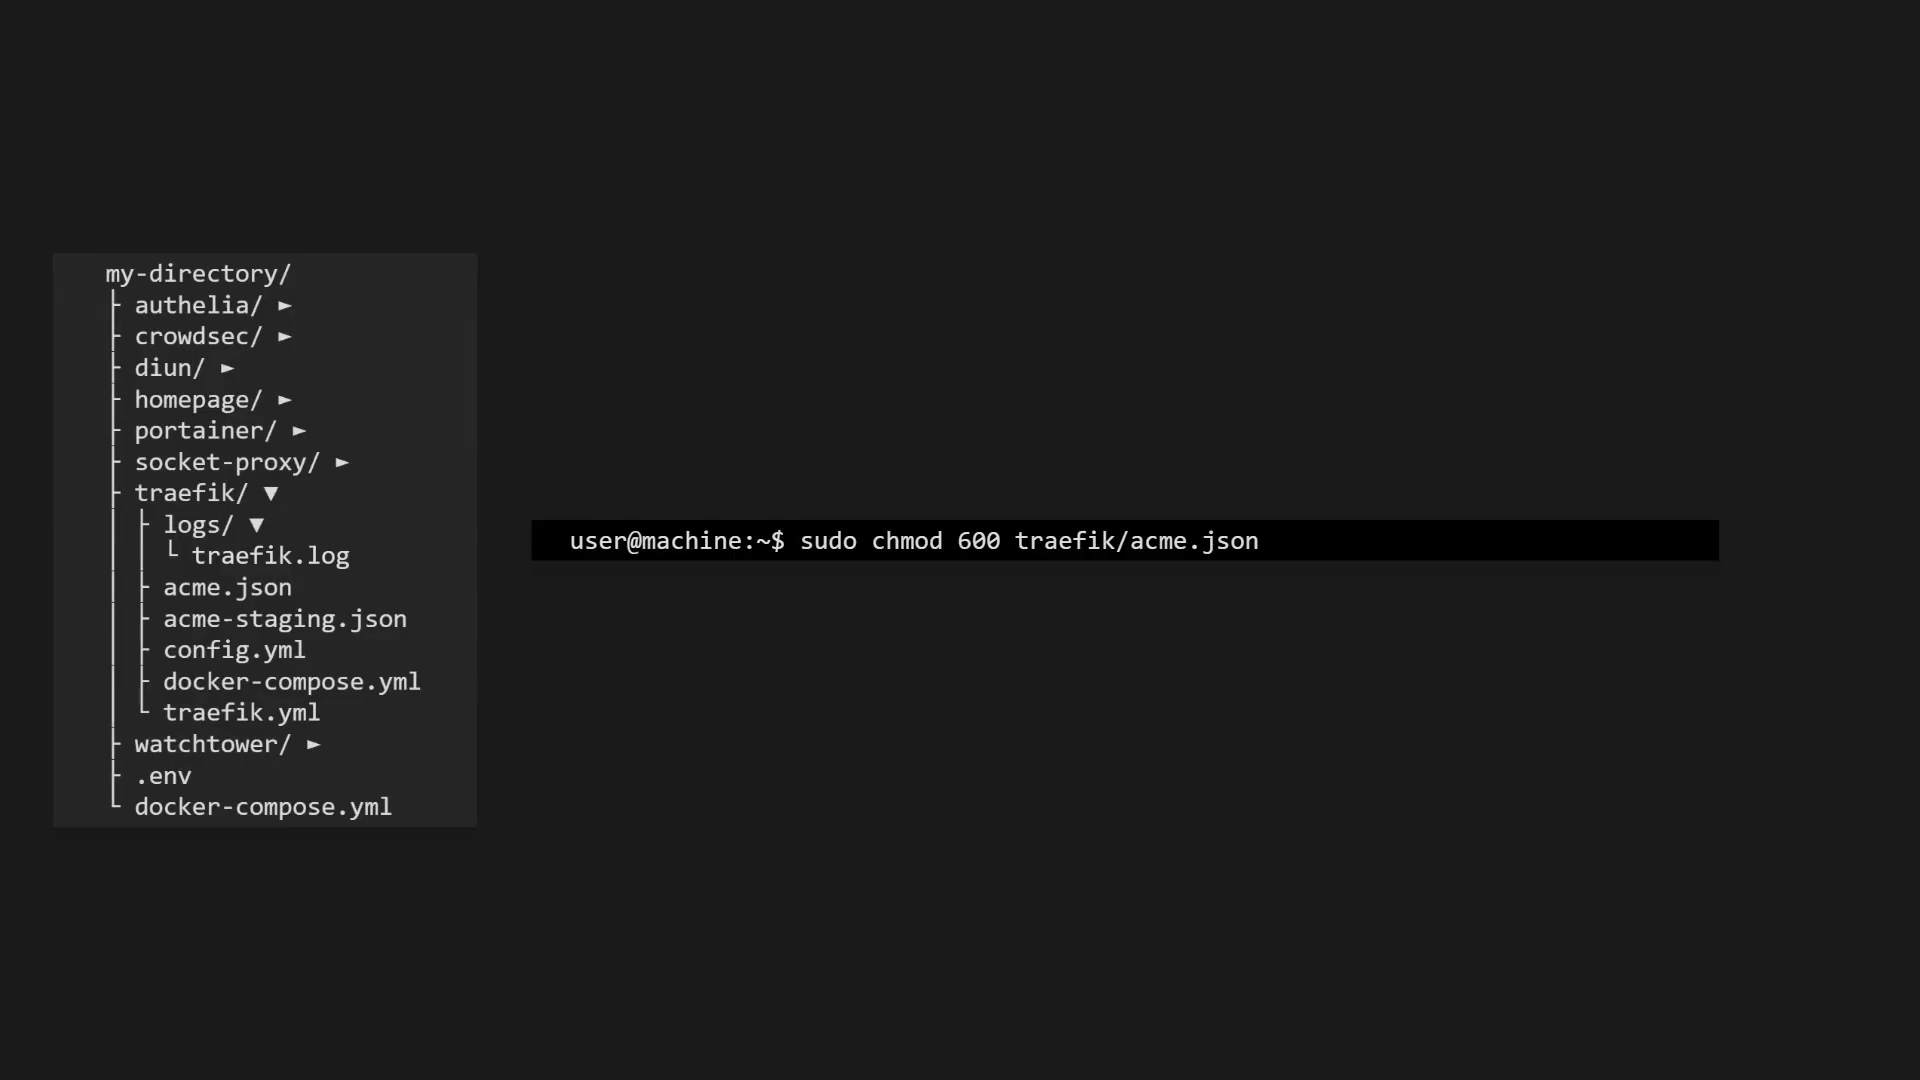 my-directory/
├ authelia/ ►
├ crowdsec/ ►
├ diun/ ►
├ homepage/ ►
├ portainer/ ►
├ socket-proxy/ ►
├ traefik/ ▼
│ ├ logs/ ▼
│ │ └ traefik.log
│ ├ acme.json
│ ├ acme-staging.json
│ ├ config.yml
│ ├ docker-compose.yml
│ └ traefik.yml
├ watchtower/ ►
├ .env
└ docker-compose.yml
user@machine:~$ sudo chmod 600 traefik/acme.json